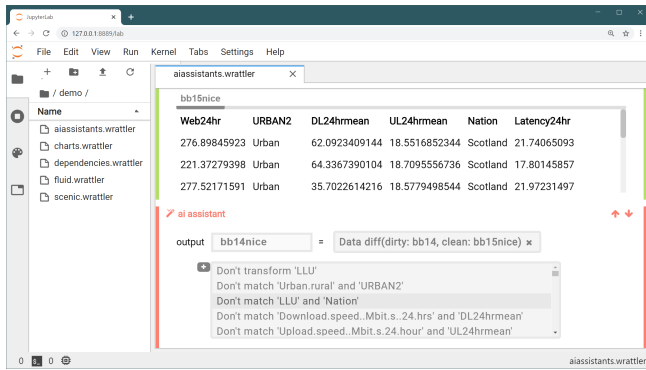 JupyterLab
127.0.0.1:8889/lab
File Edit View Run Kernel Tabs Settings Help
aiassistants.wrattler
/ demo /
Name
aiassistants.wrattler
charts.wrattler
dependencies.wrattler
fluid.wrattler
scenic.wrattler
bb15nice
Web24hr URBAN2 DL24hrmean UL24hrmean Nation Latency24hr
276.89845923 Urban 62.0923409144 18.5516852344 Scotland 21.74065093
221.37279398 Urban 64.3367390104 18.7095556736 Scotland 17.80145857
277.52171591 Urban 35.7022614216 18.5779498544 Scotland 21.97231497
ai assistant
output bb14nice = Data diff(dirty: bb14, clean: bb15nice) ×
Don't transform 'LLU'
Don't match 'Urban.rural' and 'URBAN2'
Don't match 'LLU' and 'Nation'
Don't match 'Download.speed..Mbit.s..24.hrs' and 'DL24hrmean'
Don't match 'Upload.speed..Mbit.s.24.hour' and 'UL24hrmean'
0 0
aiassistants.wrattler